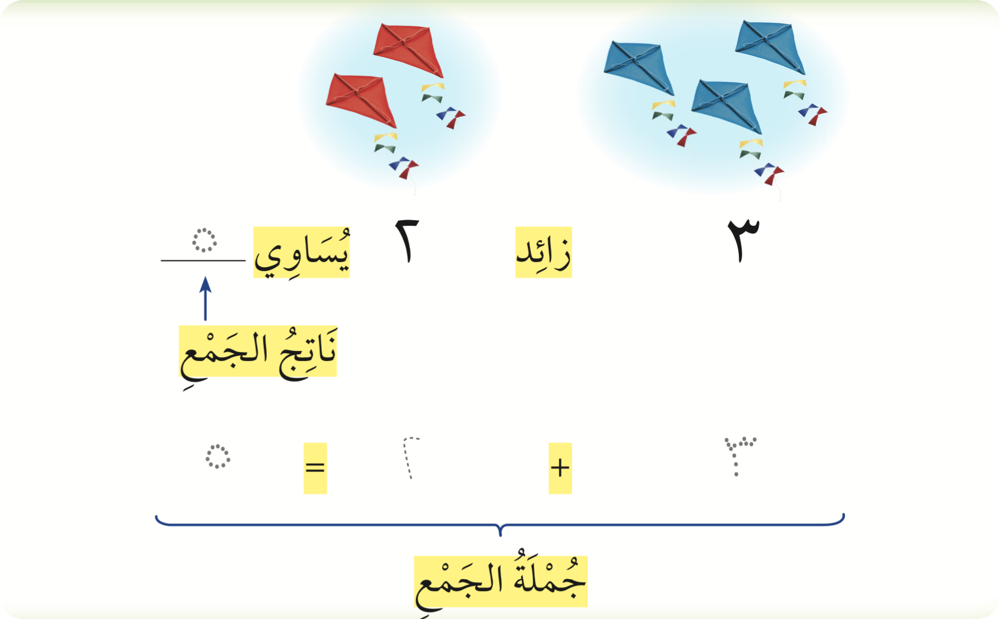 ٣ زائِد ٢ يُسَاوِي ٥
نَاتِجُ الجَمْعِ
٣ + ٢ = ٥
جُمْلَةُ الجَمْعِ